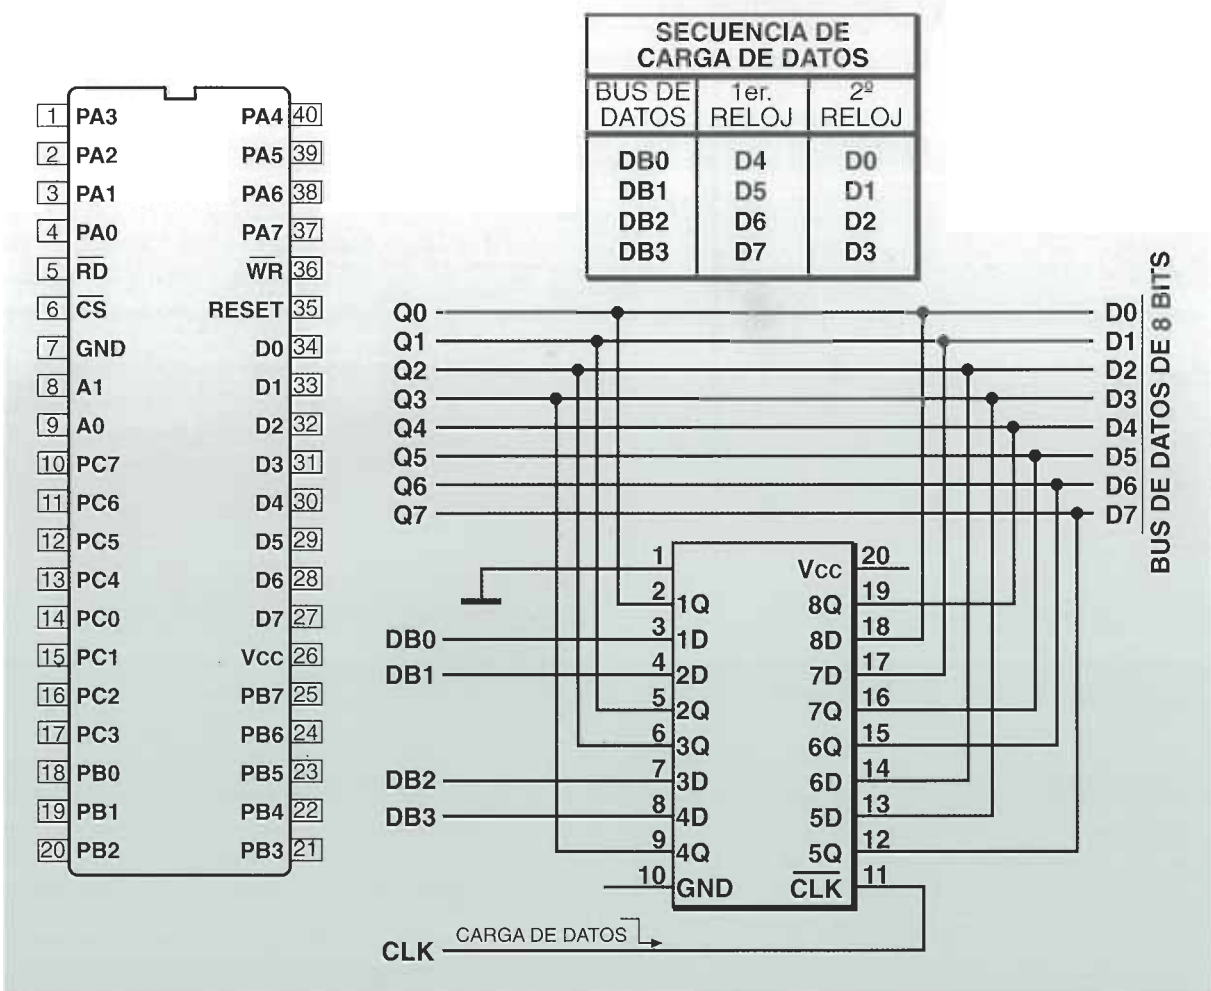 SECUENCIA DE
CARGA DE DATOS
BUS DE DATOS 1er. RELOJ 2º RELOJ
DB0 D4 D0
DB1 D5 D1
DB2 D6 D2
DB3 D7 D3
1 PA3 PA4 40
2 PA2 PA5 39
3 PA1 PA6 38
4 PA0 PA7 37
5 R̅D̅ W̅R̅ 36
6 C̅S̅ RESET 35
7 GND D0 34
8 A1 D1 33
9 A0 D2 32
10 PC7 D3 31
11 PC6 D4 30
12 PC5 D5 29
13 PC4 D6 28
14 PC0 D7 27
15 PC1 Vcc 26
16 PC2 PB7 25
17 PC3 PB6 24
18 PB0 PB5 23
19 PB1 PB4 22
20 PB2 PB3 21
Q0 D0
Q1 D1
Q2 D2
Q3 D3
Q4 D4
Q5 D5
Q6 D6
Q7 D7
BUS DE DATOS DE 8 BITS
1 Vcc 20
2 1Q 8Q 19
DB0 3 1D 8D 18
DB1 4 2D 7D 17
5 2Q 7Q 16
6 3Q 6Q 15
DB2 7 3D 6D 14
DB3 8 4D 5D 13
9 4Q 5Q 12
10 GND C̅L̅K̅ 11
CLK CARGA DE DATOS